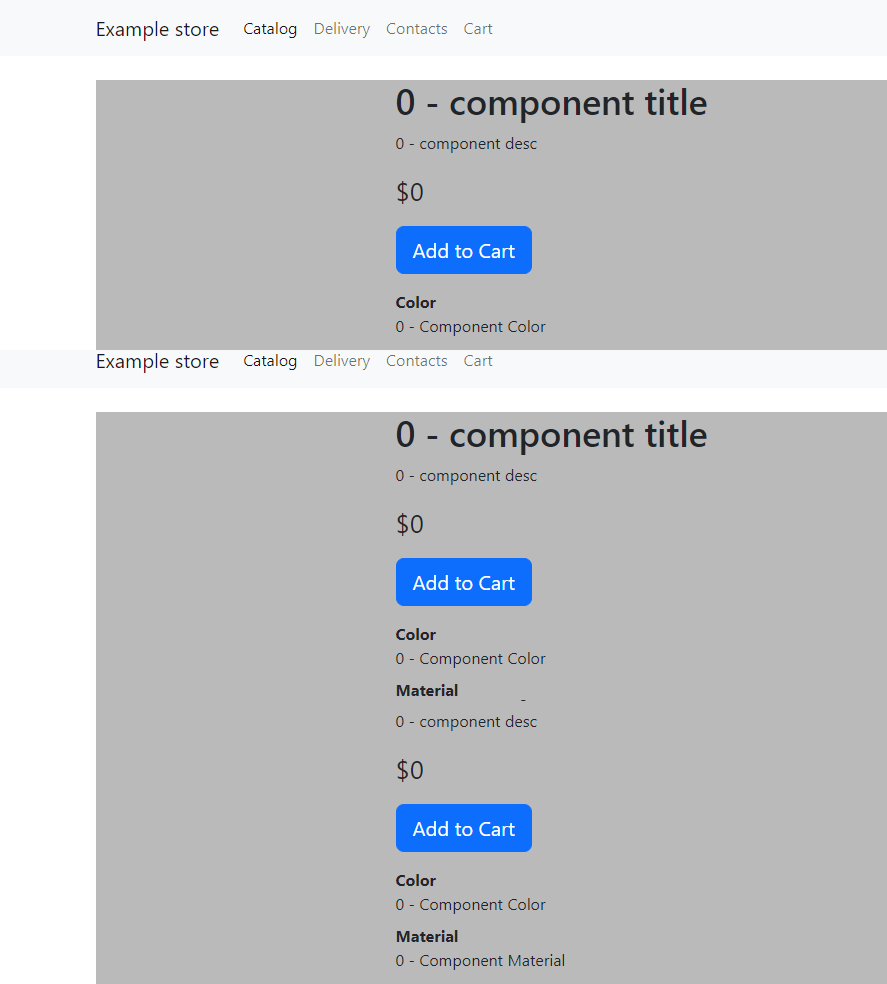 Example store Catalog Delivery Contacts Cart
0 - component title
0 - component desc
$0
Add to Cart
Color
0 - Component Color
Example store Catalog Delivery Contacts Cart
0 - component title
0 - component desc
$0
Add to Cart
Color
0 - Component Color
Material
0 - component desc
$0
Add to Cart
Color
0 - Component Color
Material
0 - Component Material